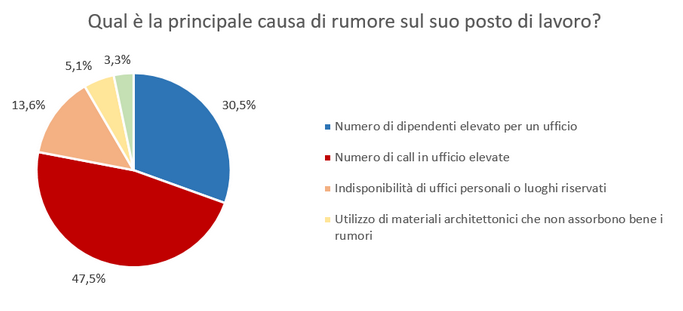 Qual è la principale causa di rumore sul suo posto di lavoro?
3,3%
5,1%
13,6%
30,5%
47,5%
Numero di dipendenti elevato per un ufficio
Numero di call in ufficio elevate
Indisponibilità di uffici personali o luoghi riservati
Utilizzo di materiali architettonici che non assorbono bene i
rumori